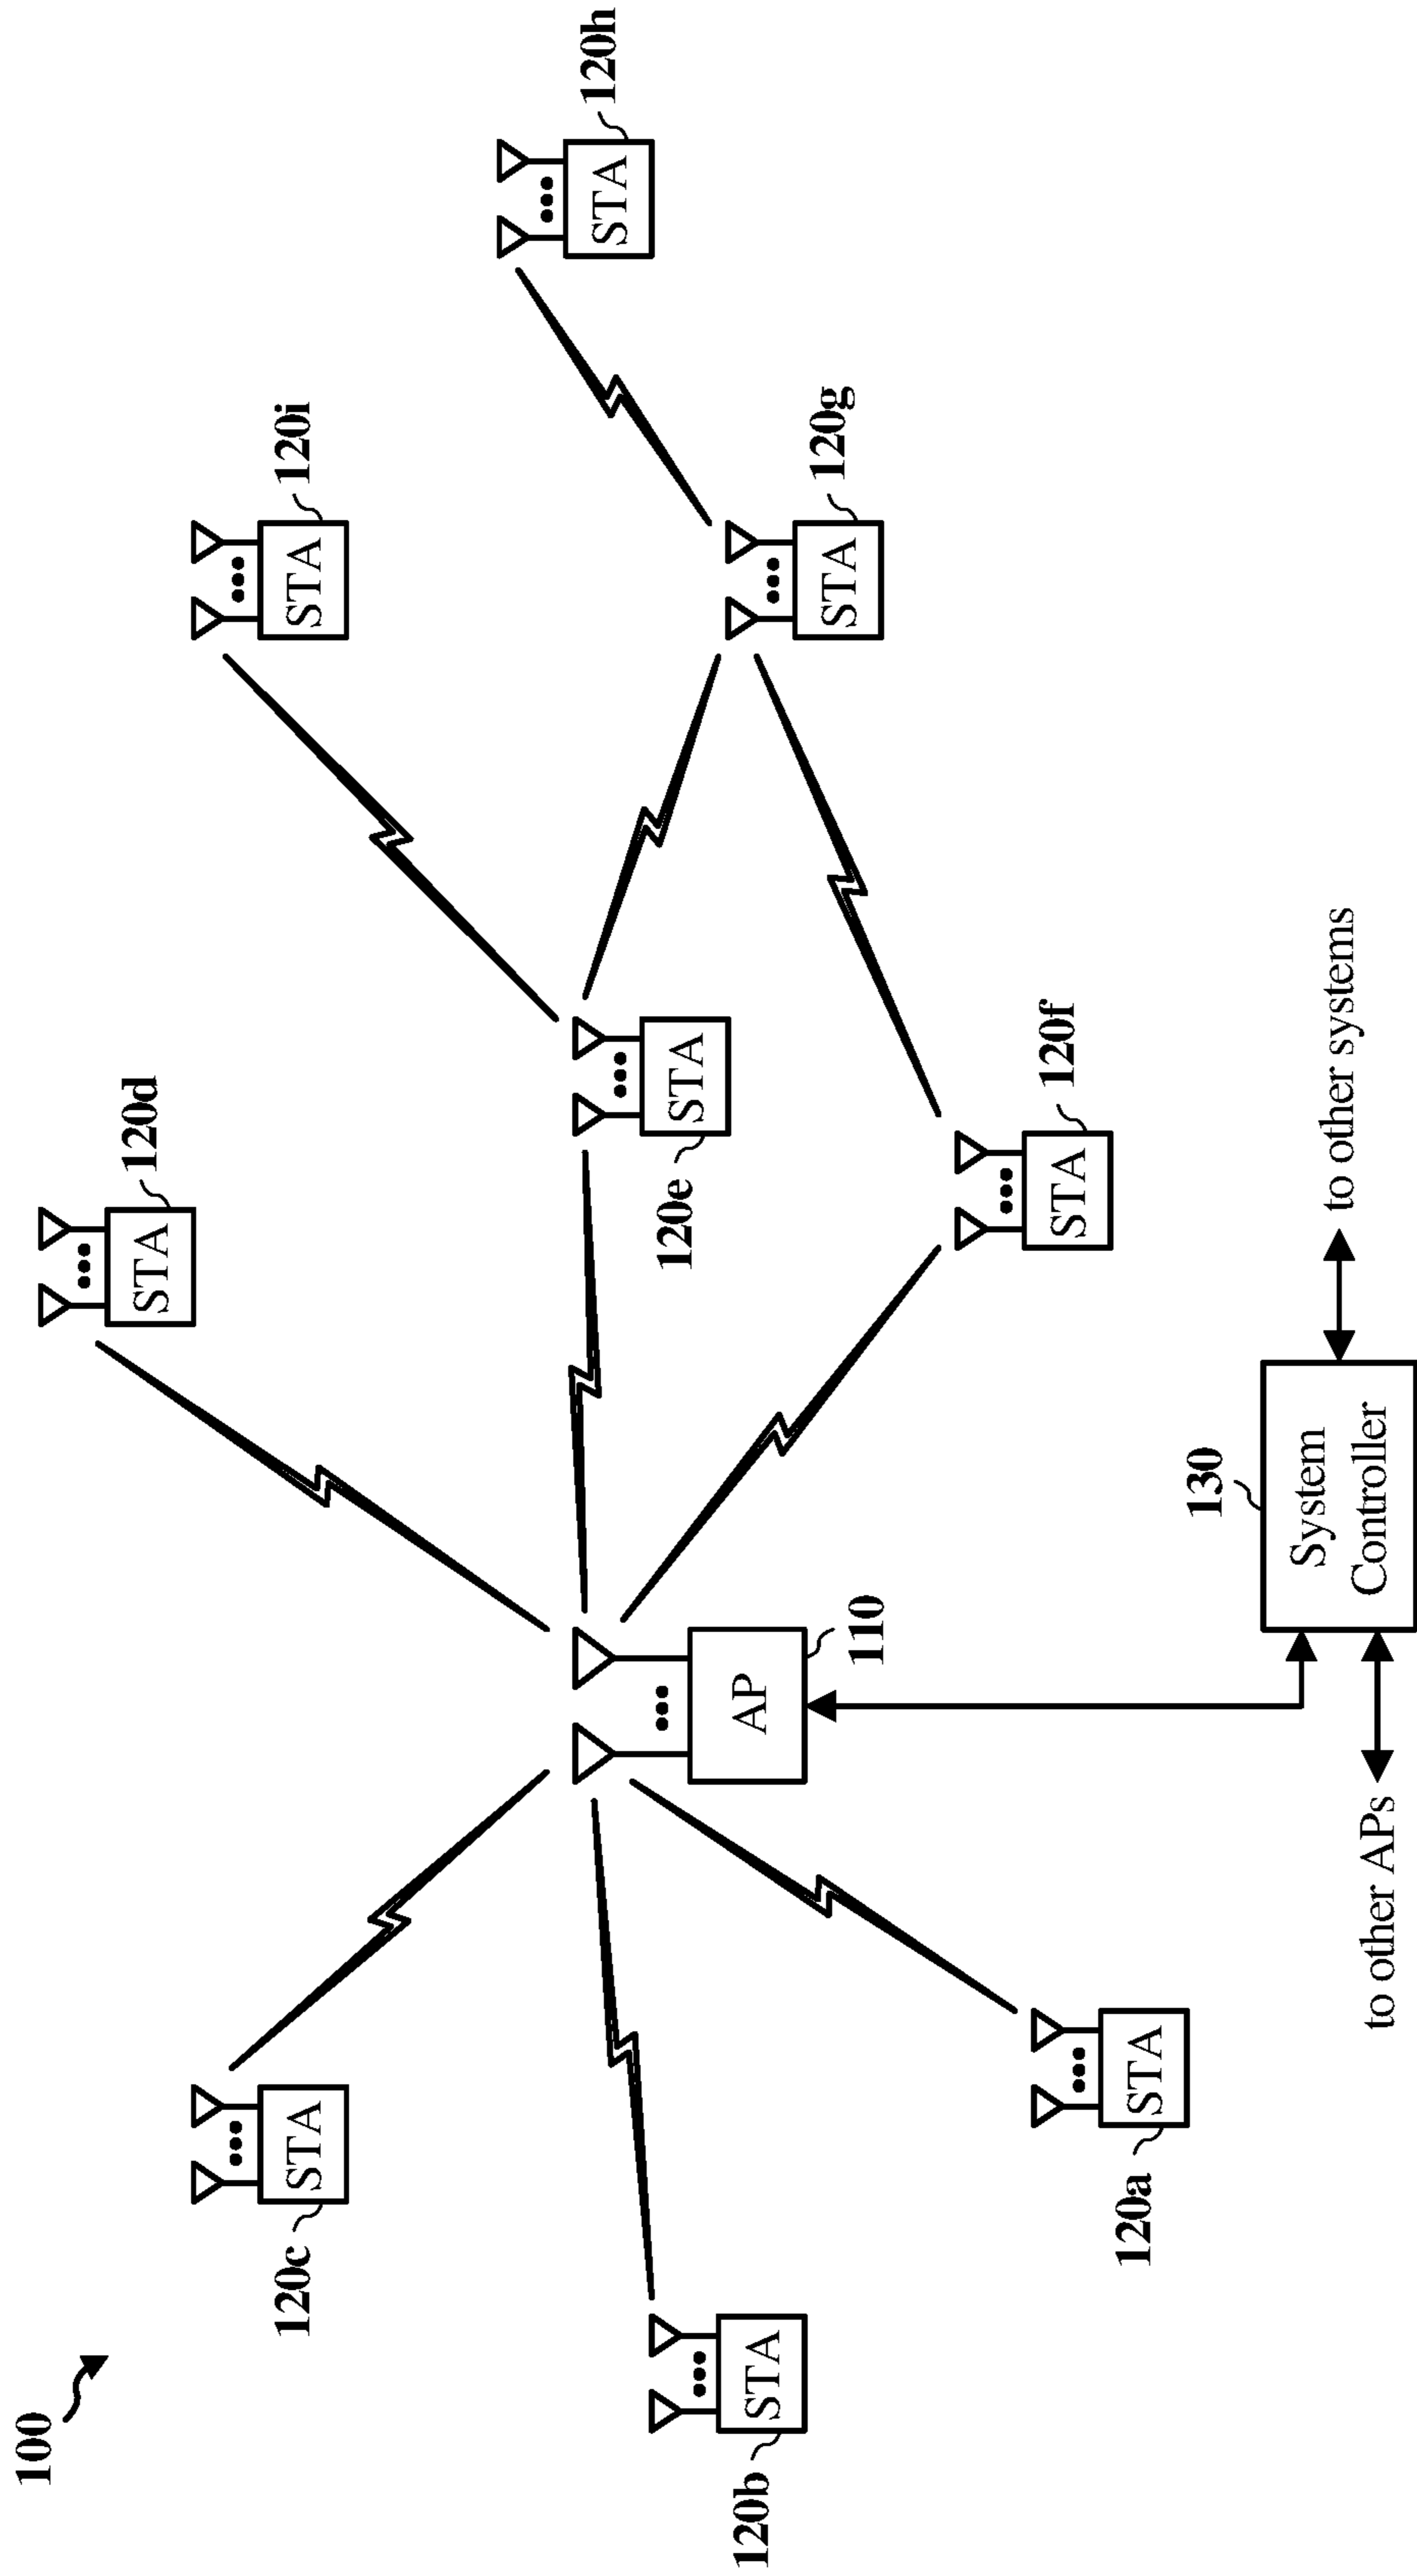 100
120d
STA
120i
STA
120c
STA
120h
STA
120e
STA
120b
STA
AP
110
120g
STA
120f
STA
120a
STA
130
System
Controller
to other systems
to other APs